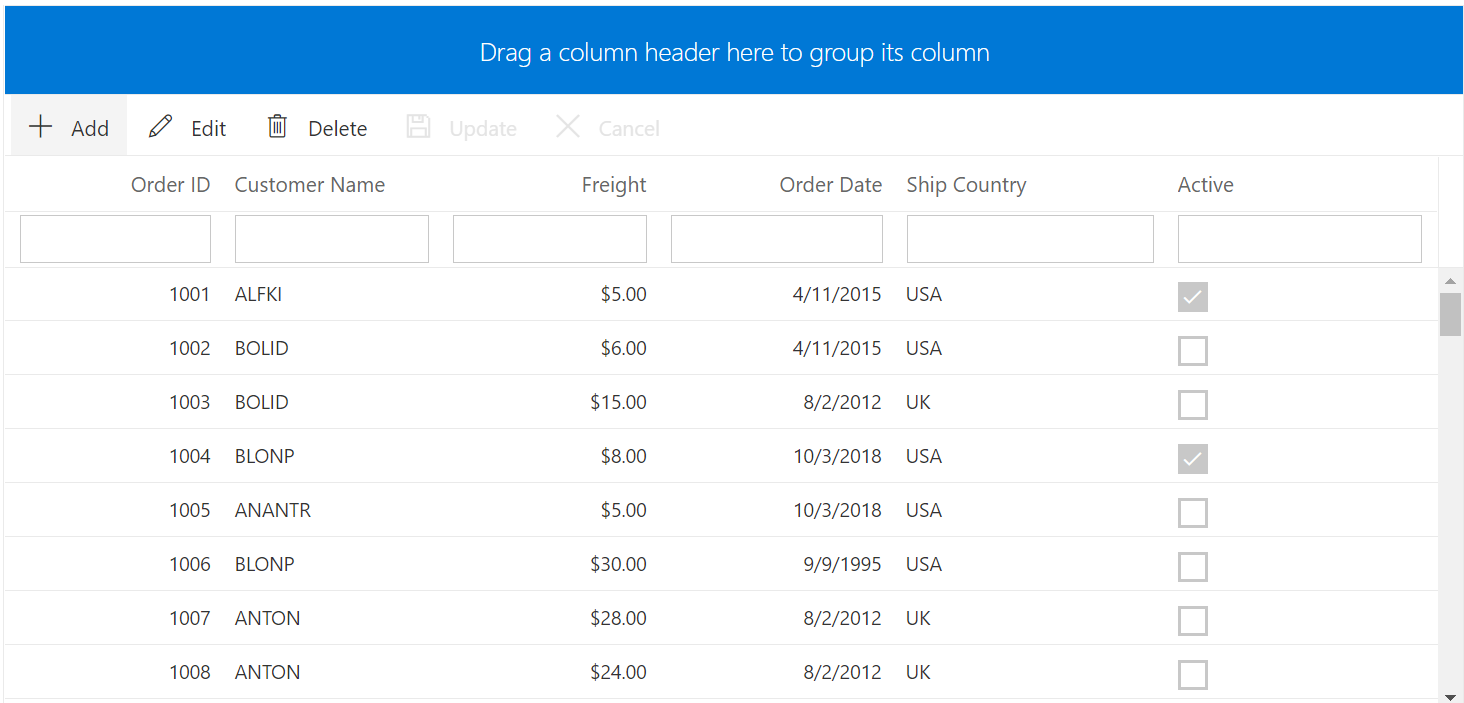 Drag a column header here to group its column
Add Edit Delete Update Cancel
Order ID Customer Name Freight Order Date Ship Country Active
1001 ALFKI $5.00 4/11/2015 USA
1002 BOLID $6.00 4/11/2015 USA
1003 BOLID $15.00 8/2/2012 UK
1004 BLONP $8.00 10/3/2018 USA
1005 ANANTR $5.00 10/3/2018 USA
1006 BLONP $30.00 9/9/1995 USA
1007 ANTON $28.00 8/2/2012 UK
1008 ANTON $24.00 8/2/2012 UK